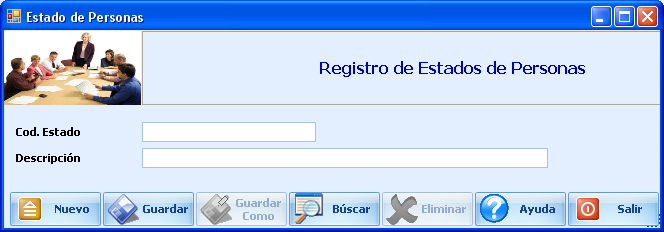 Estado de Personas
Registro de Estados de Personas
Cod. Estado
Descripción
Nuevo
Guardar
Guardar
Como
Búscar
Eliminar
Ayuda
Salir